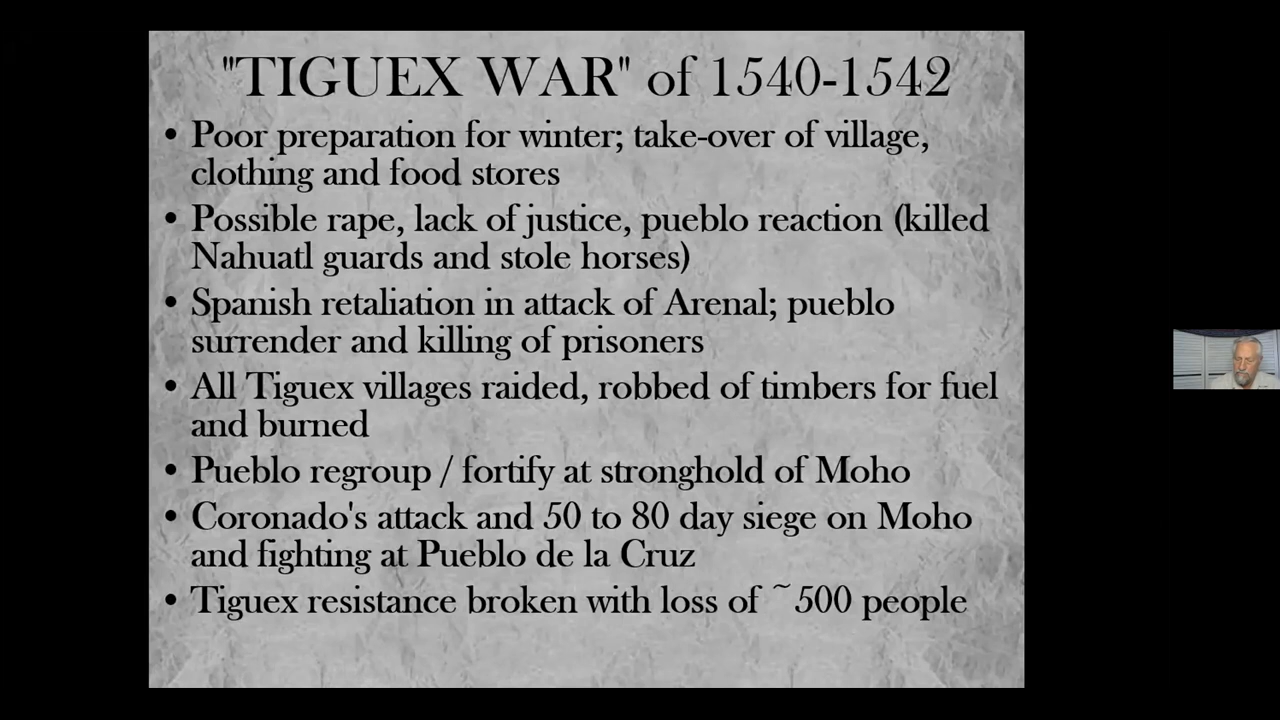 "TIGUEX WAR" of 1540-1542
• Poor preparation for winter; take-over of village,
clothing and food stores
• Possible rape, lack of justice, pueblo reaction (killed
Nahuatl guards and stole horses)
• Spanish retaliation in attack of Arenal; pueblo
surrender and killing of prisoners
• All Tiguex villages raided, robbed of timbers for fuel
and burned
• Pueblo regroup / fortify at stronghold of Moho
• Coronado's attack and 50 to 80 day siege on Moho
and fighting at Pueblo de la Cruz
• Tiguex resistance broken with loss of ~500 people